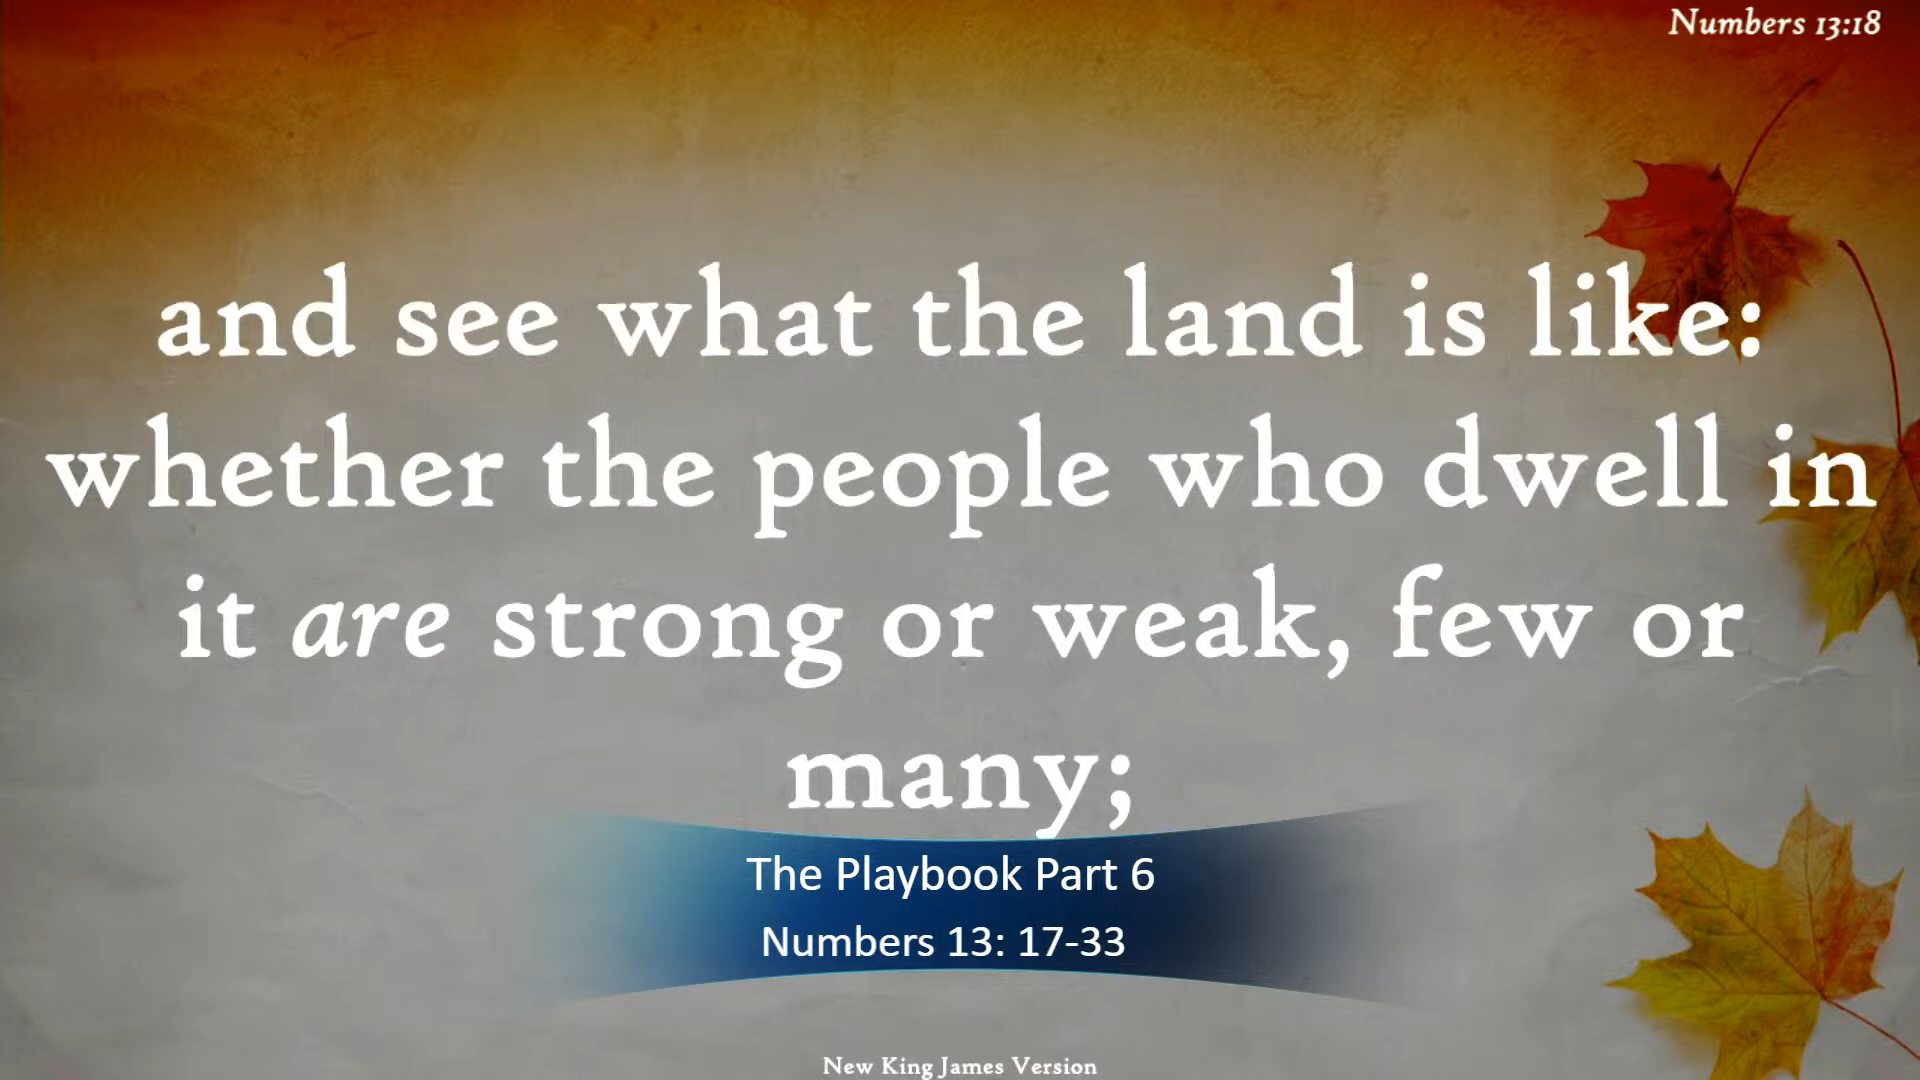 Numbers 13:18
and see what the land is like:
whether the people who dwell in
it are strong or weak, few or
many;
The Playbook Part 6
Numbers 13: 17-33
New King James Version